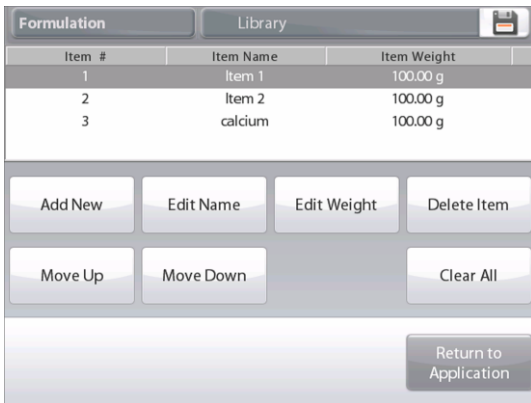 Formulation Library
Item # Item Name Item Weight
1 Item 1 100.00 g
2 Item 2 100.00 g
3 calcium 100.00 g
Add New Edit Name Edit Weight Delete Item
Move Up Move Down Clear All
Return to
Application